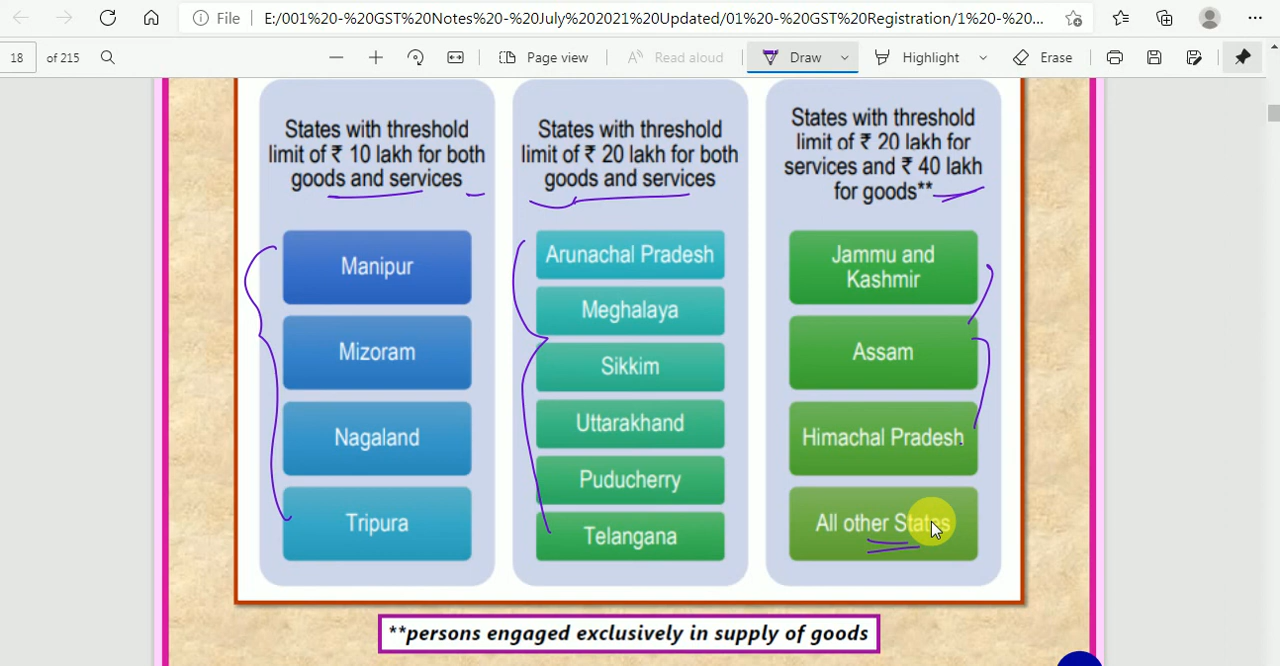 File
E:/001%20-%20GST%20Notes%20-%20July%202021%20Updated/01%20-%20GST%20Registration/1%20-%20...
18
of 215
Page view
Read aloud
Draw
Highlight
Erase
States with threshold
limit of ₹ 10 lakh for both
goods and services
Manipur
Mizoram
Nagaland
Tripura
States with threshold
limit of ₹ 20 lakh for both
goods and services
Arunachal Pradesh
Meghalaya
Sikkim
Uttarakhand
Puducherry
Telangana
States with threshold
limit of ₹ 20 lakh for
services and ₹ 40 lakh
for goods**
Jammu and
Kashmir
Assam
Himachal Pradesh
All other States
**persons engaged exclusively in supply of goods